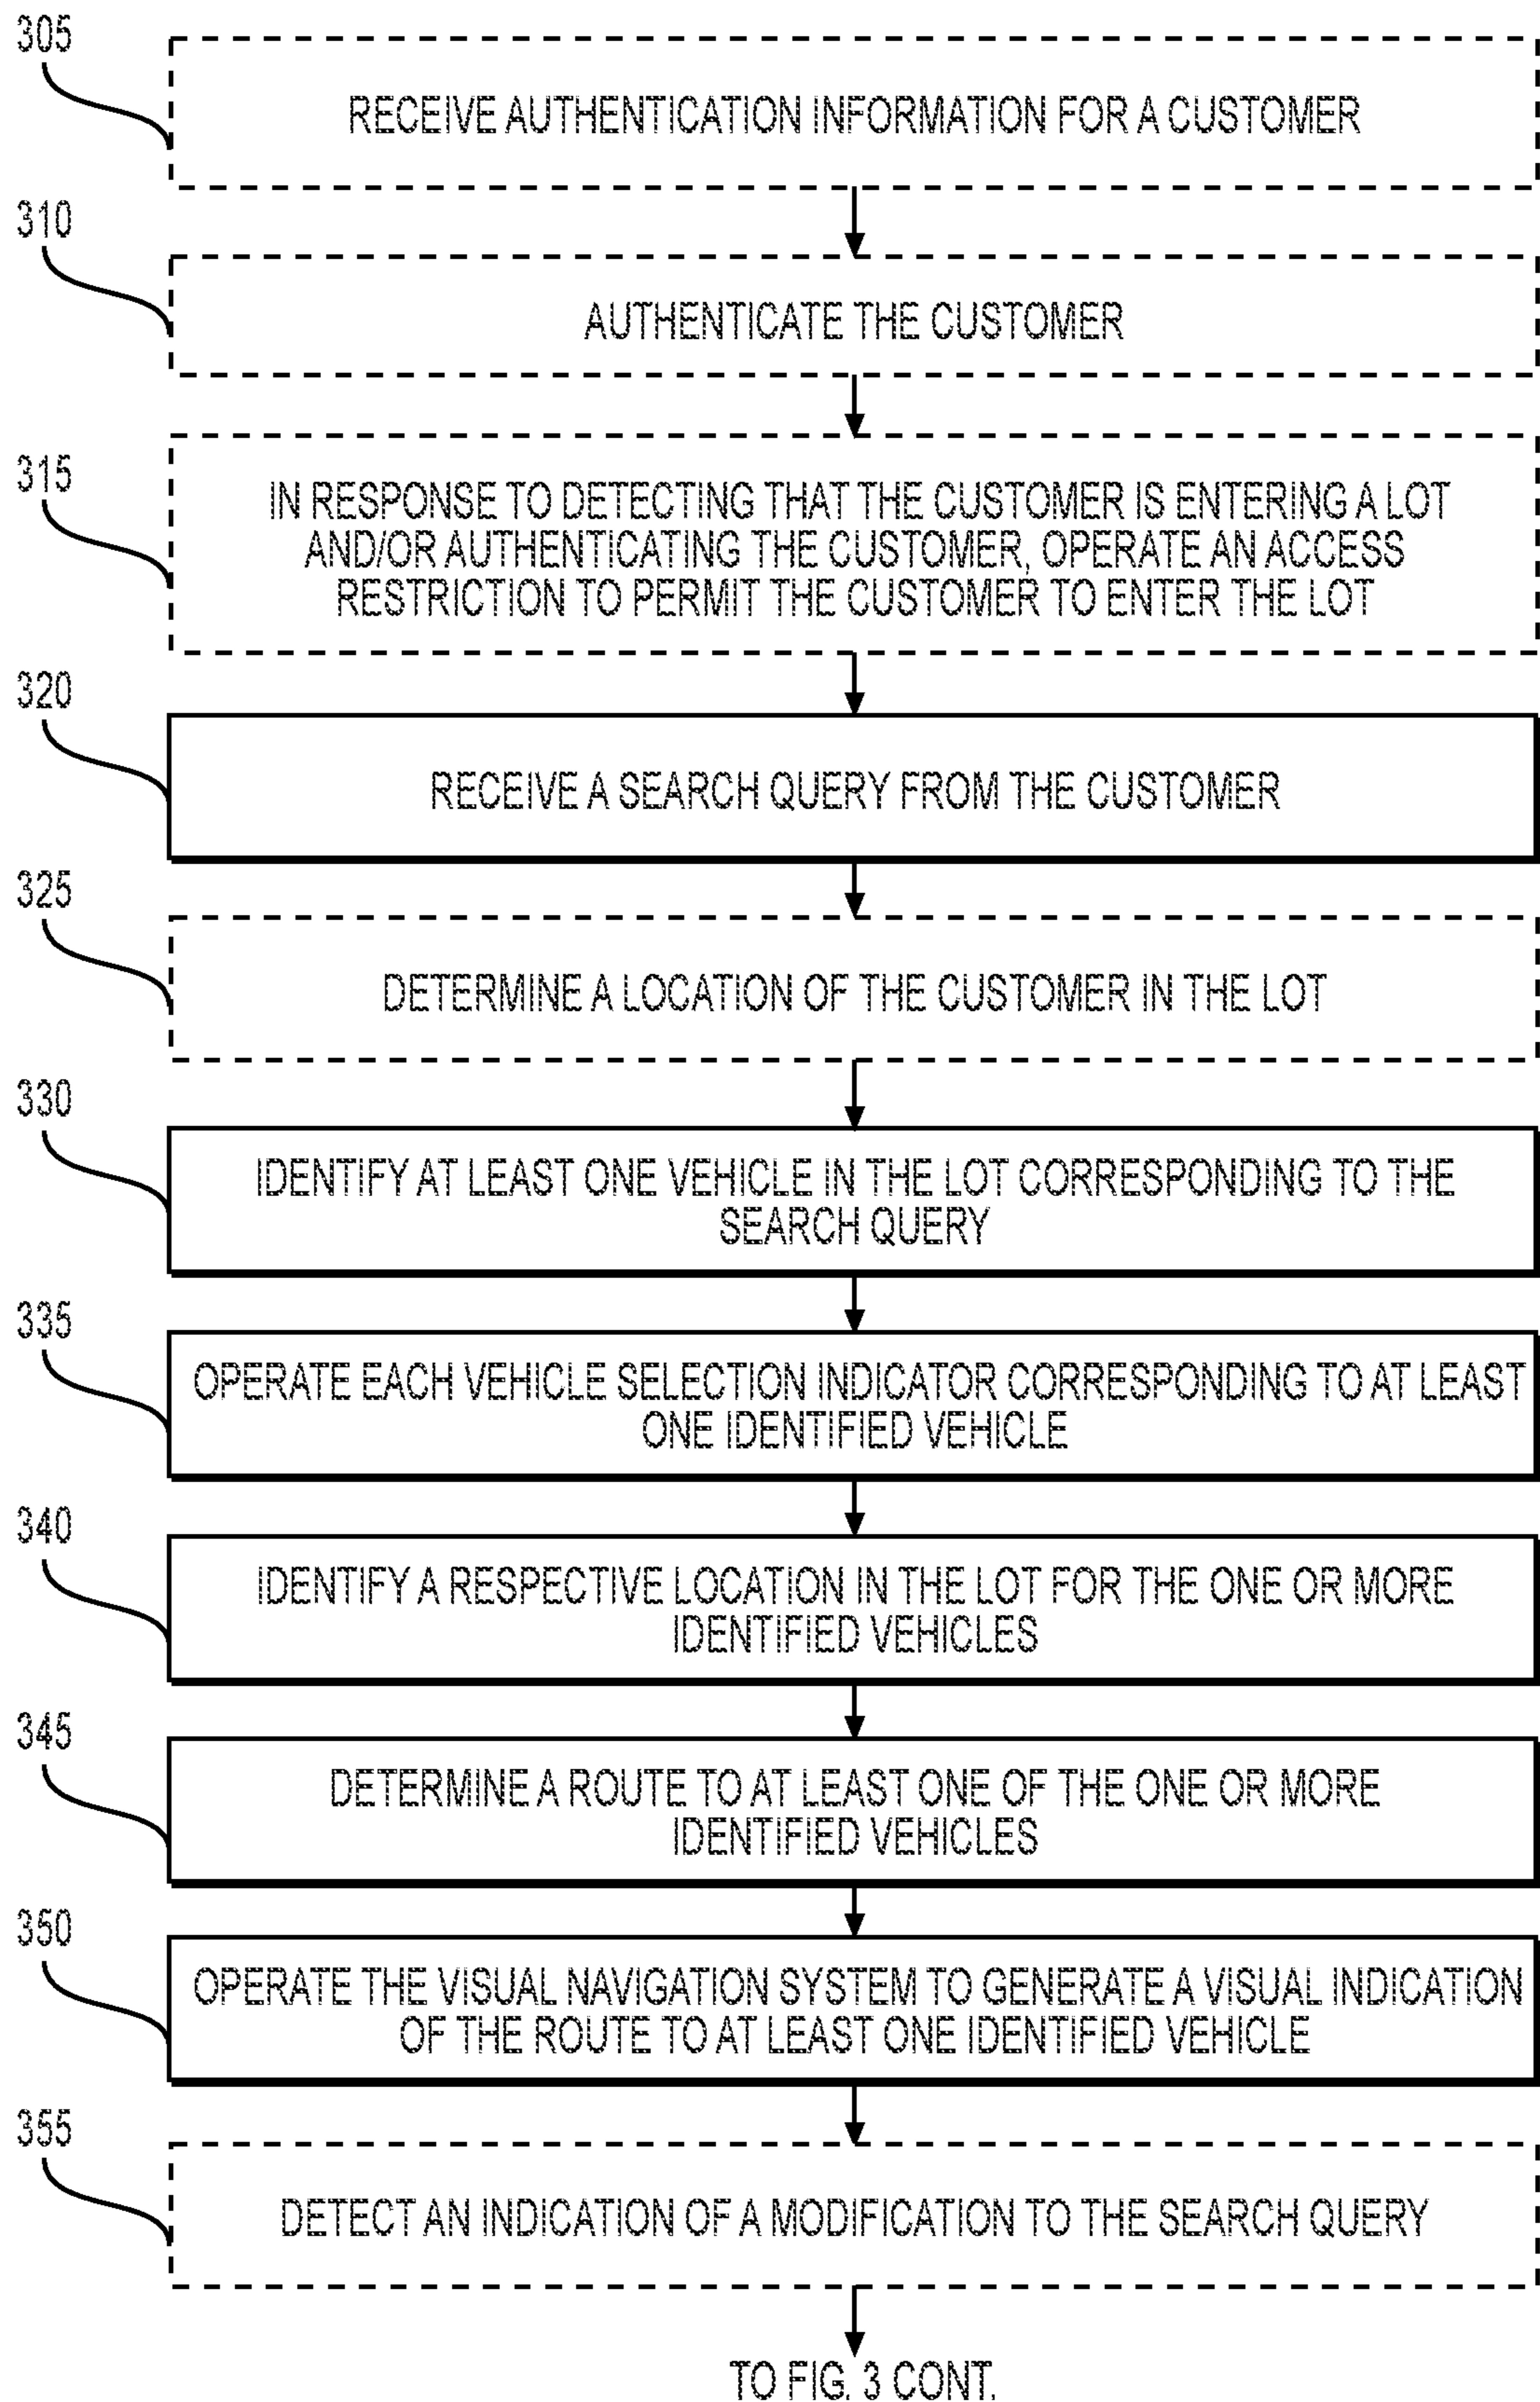 305
RECEIVE AUTHENTICATION INFORMATION FOR A CUSTOMER
310
AUTHENTICATE THE CUSTOMER
315
IN RESPONSE TO DETECTING THAT THE CUSTOMER IS ENTERING A LOT
AND/OR AUTHENTICATING THE CUSTOMER, OPERATE AN ACCESS
RESTRICTION TO PERMIT THE CUSTOMER TO ENTER THE LOT
320
RECEIVE A SEARCH QUERY FROM THE CUSTOMER
325
DETERMINE A LOCATION OF THE CUSTOMER IN THE LOT
330
IDENTIFY AT LEAST ONE VEHICLE IN THE LOT CORRESPONDING TO THE
SEARCH QUERY
335
OPERATE EACH VEHICLE SELECTION INDICATOR CORRESPONDING TO AT LEAST
ONE IDENTIFIED VEHICLE
340
IDENTIFY A RESPECTIVE LOCATION IN THE LOT FOR THE ONE OR MORE
IDENTIFIED VEHICLES
345
DETERMINE A ROUTE TO AT LEAST ONE OF THE ONE OR MORE
IDENTIFIED VEHICLES
350
OPERATE THE VISUAL NAVIGATION SYSTEM TO GENERATE A VISUAL INDICATION
OF THE ROUTE TO AT LEAST ONE IDENTIFIED VEHICLE
355
DETECT AN INDICATION OF A MODIFICATION TO THE SEARCH QUERY
TO FIG. 3 CONT.